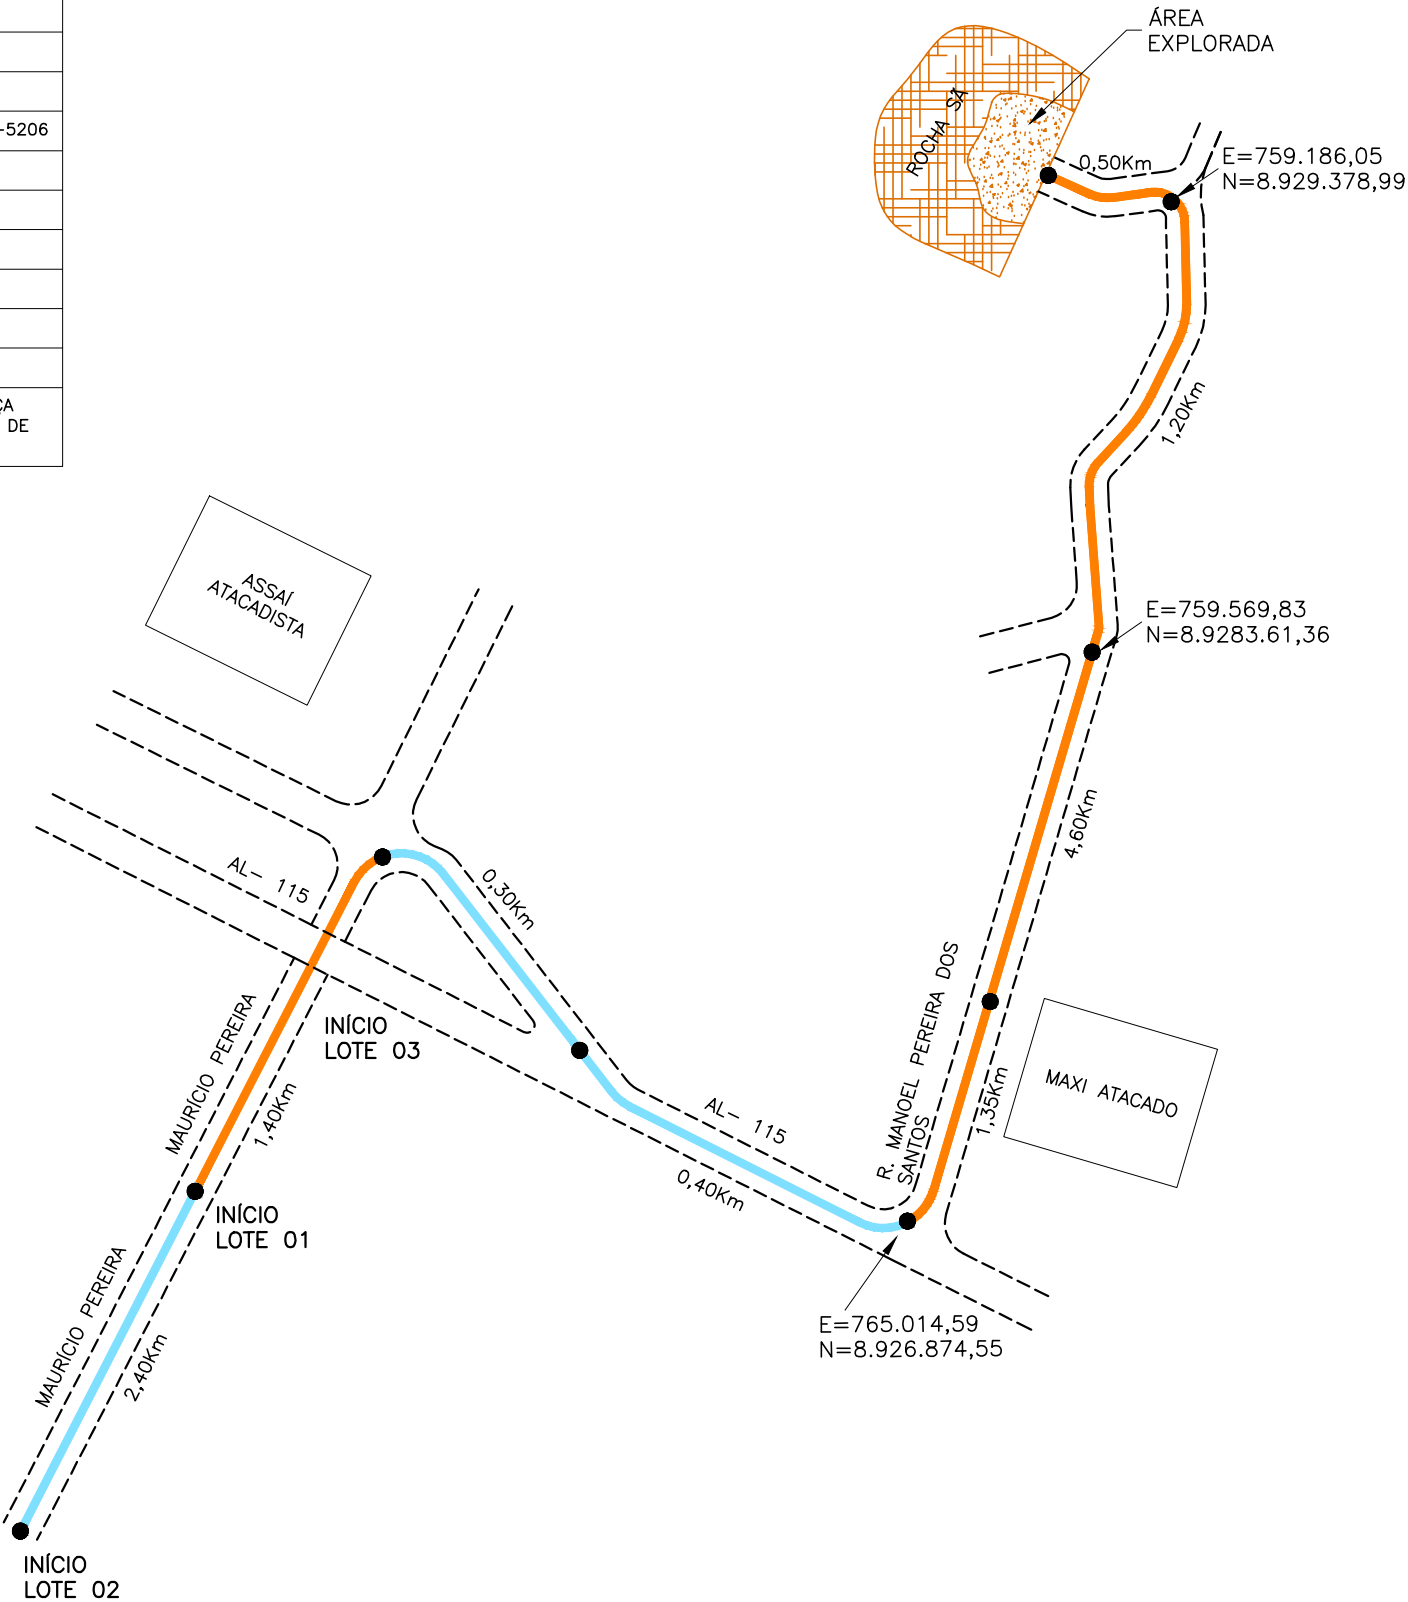 ÁREA
EXPLORADA
-5206
ROCHA SÃ
0,50Km
E=759.186,05
N=8.929.378,99
1,20Km
DE
ASSAÍ
ATACADISTA
E=759.569,83
N=8.9283.61,36
4,60Km
AL- 115
0,30Km
R. MANOEL PEREIRA DOS
SANTOS
INÍCIO
LOTE 03
MAURÍCIO PEREIRA
1,40Km
1,35Km
MAXI ATACADO
AL- 115
0,40Km
INÍCIO
LOTE 01
MAURÍCIO PEREIRA
2,40Km
E=765.014,59
N=8.926.874,55
INÍCIO
LOTE 02